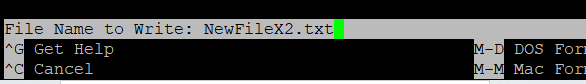 File Name to Write: NewFileX2.txt
^G Get Help M-D DOS For
^C Cancel M-M Mac For